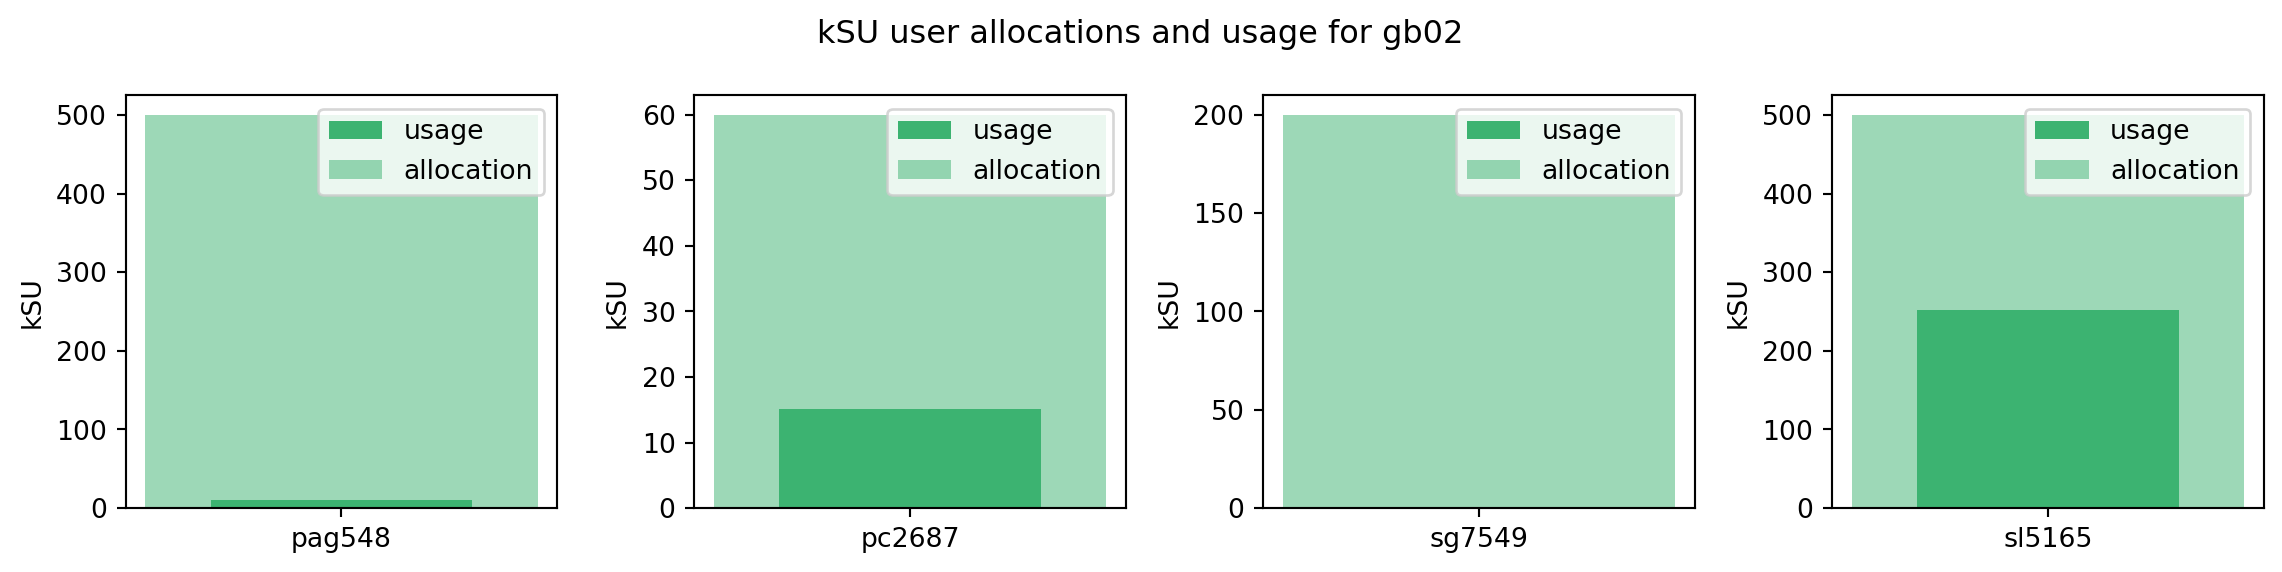 kSU user allocations and usage for gb02
kSU
500
400
300
200
100
0
usage
allocation
pag548
kSU
60
50
40
30
20
10
0
usage
allocation
pc2687
kSU
200
150
100
50
0
usage
allocation
sg7549
kSU
500
400
300
200
100
0
usage
allocation
sl5165